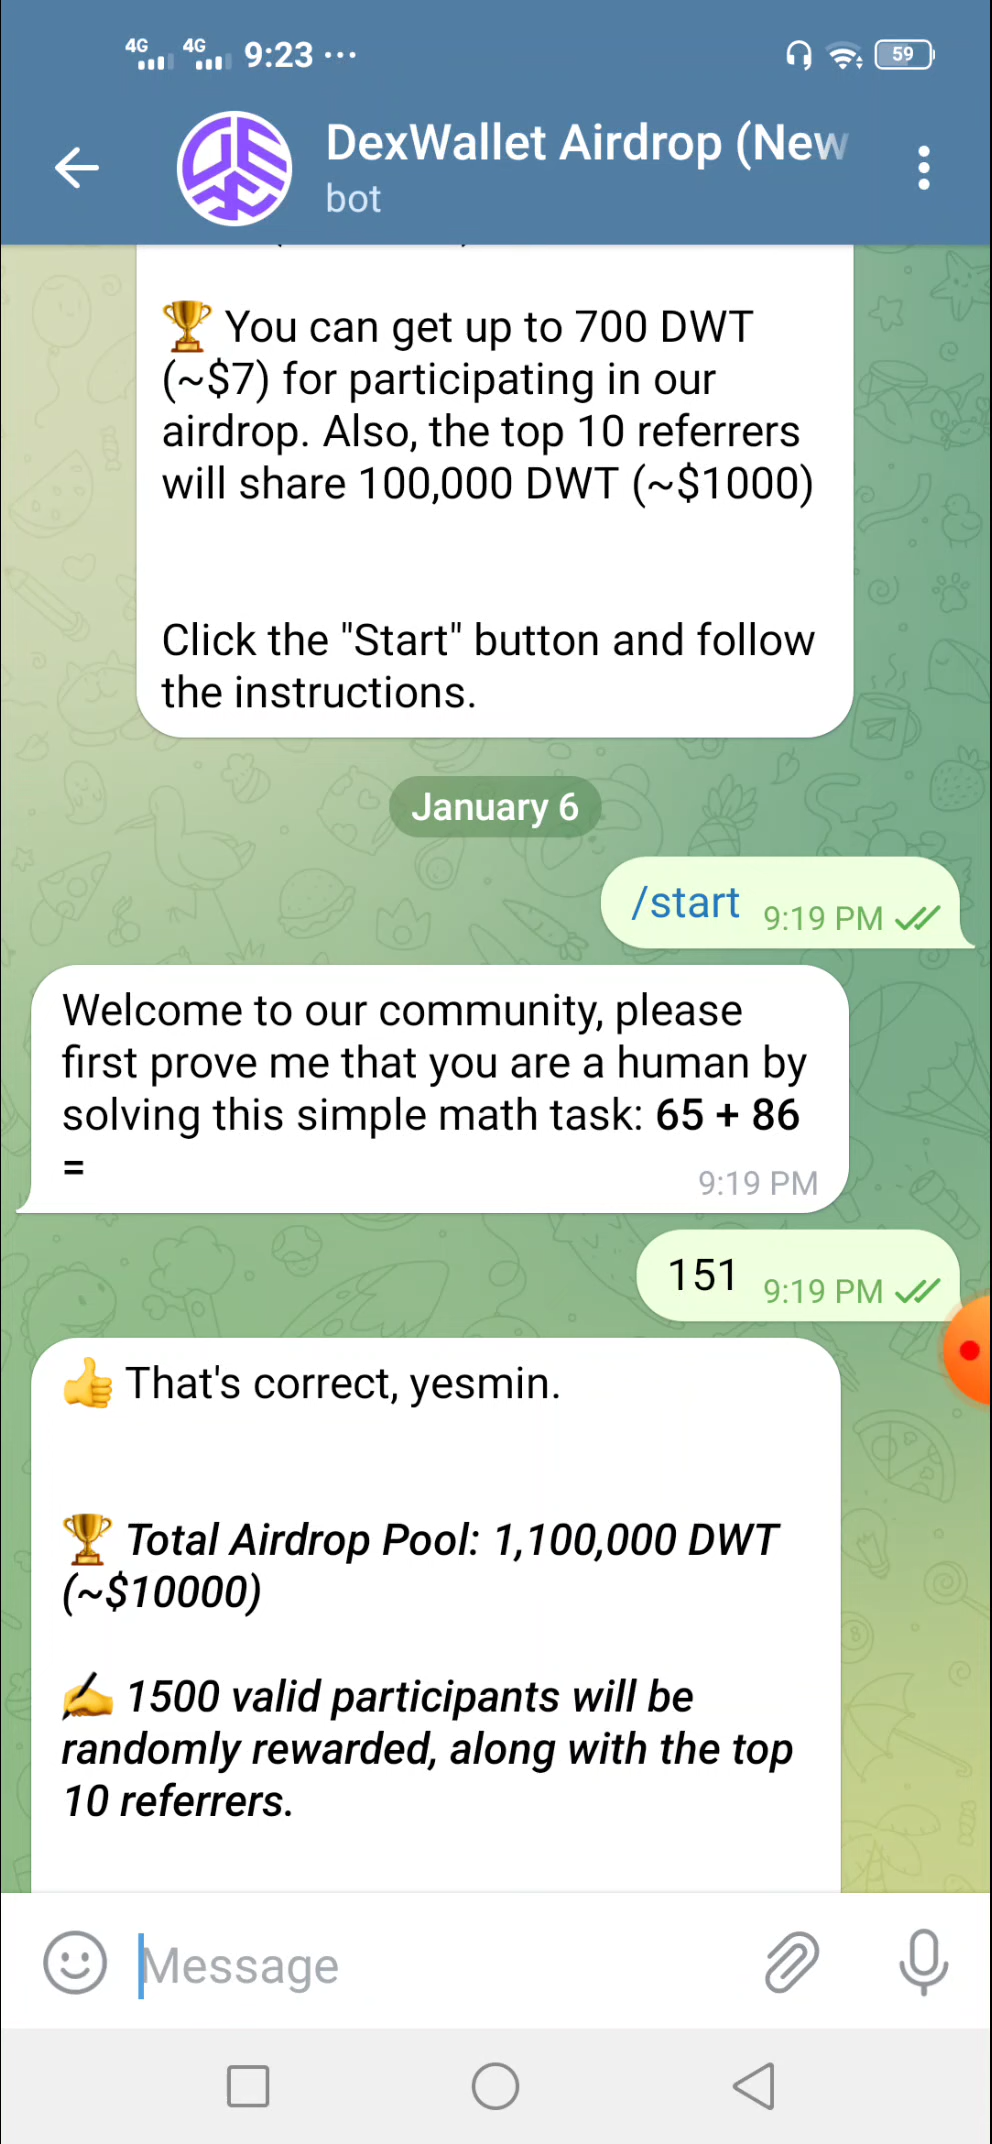 4G 4G 9:23 ... 59
DexWallet Airdrop (New
bot
🏆 You can get up to 700 DWT
(~$7) for participating in our
airdrop. Also, the top 10 referrers
will share 100,000 DWT (~$1000)
Click the "Start" button and follow
the instructions.
January 6
/start 9:19 PM
Welcome to our community, please
first prove me that you are a human by
solving this simple math task: 65 + 86
=
9:19 PM
151 9:19 PM
👍 That's correct, yesmin.
🏆 Total Airdrop Pool: 1,100,000 DWT
(~$10000)
✍️ 1500 valid participants will be
randomly rewarded, along with the top
10 referrers.
Message